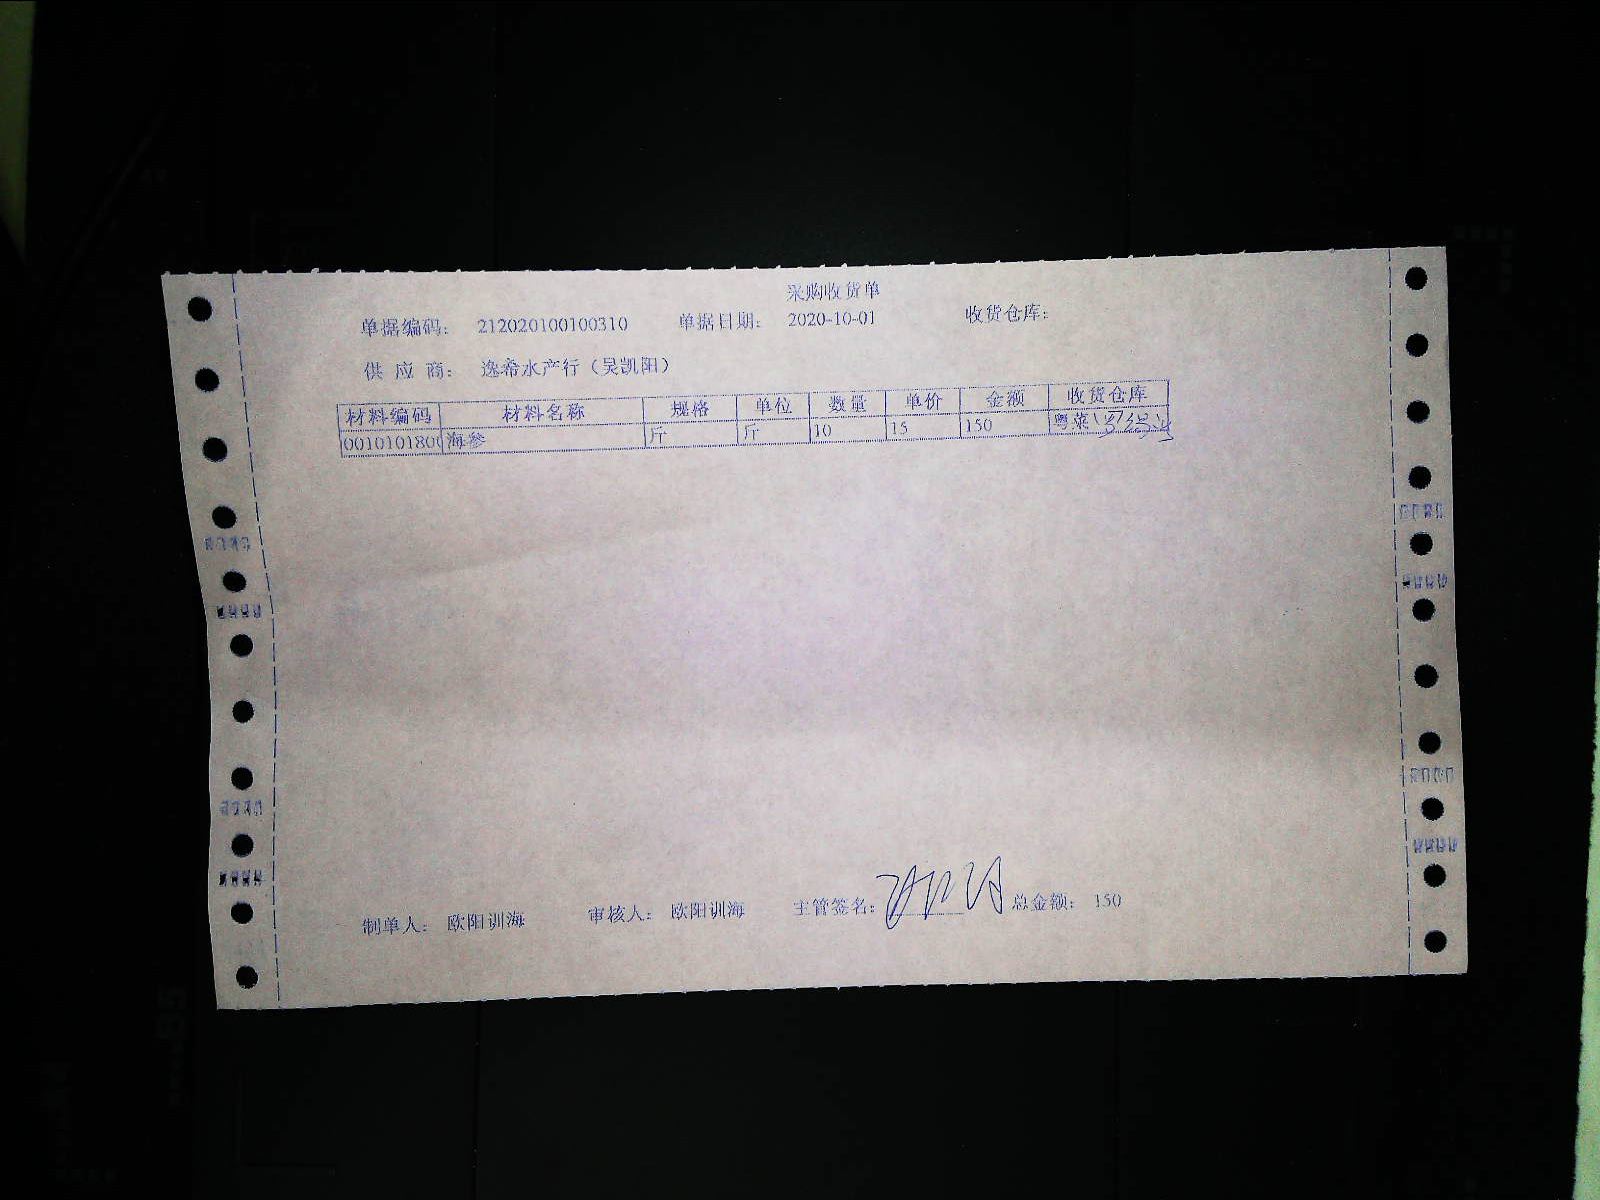 采购收货单
单据编码: 212020100100310 单据日期: 2020-10-01 收货仓库:
供 应 商: 逸希水产行（吴凯阳）
材料编码 材料名称 规格 单位 数量 单价 金额 收货仓库
0010101800 海参 斤 斤 10 15 150 粤菜
制单人: 欧阳训海 审核人: 欧阳训海 主管签名: 总金额: 150